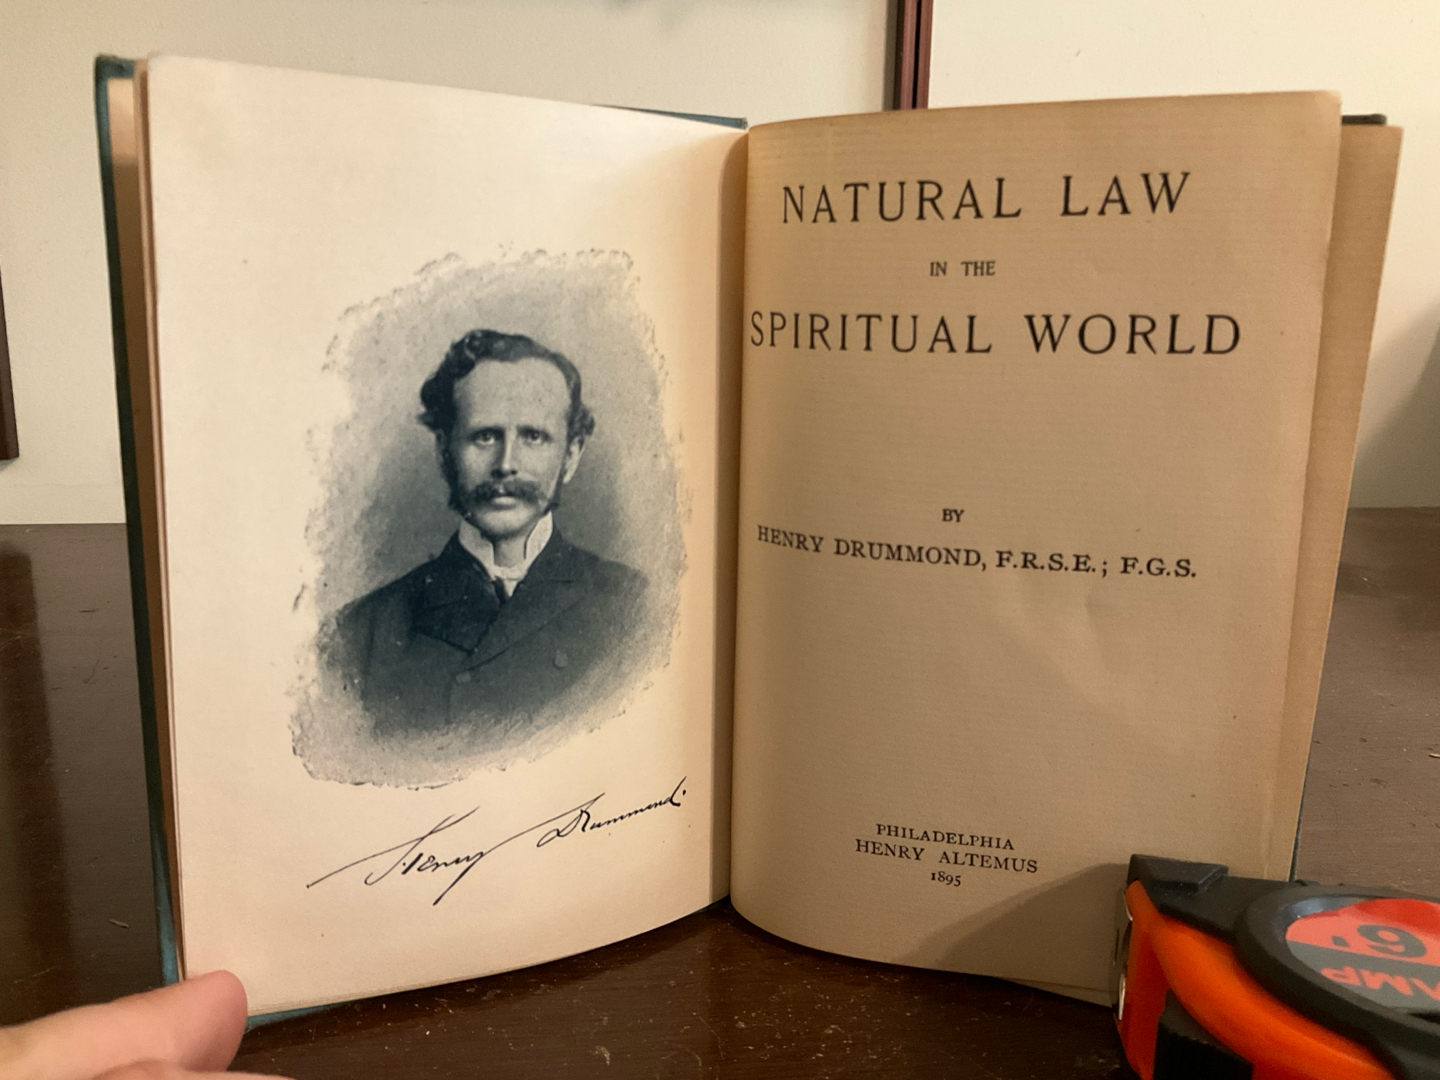 Henry Drummond.
NATURAL LAW
IN THE
SPIRITUAL WORLD
BY
HENRY DRUMMOND, F.R.S.E.; F.G.S.
PHILADELPHIA
HENRY ALTEMUS
1895